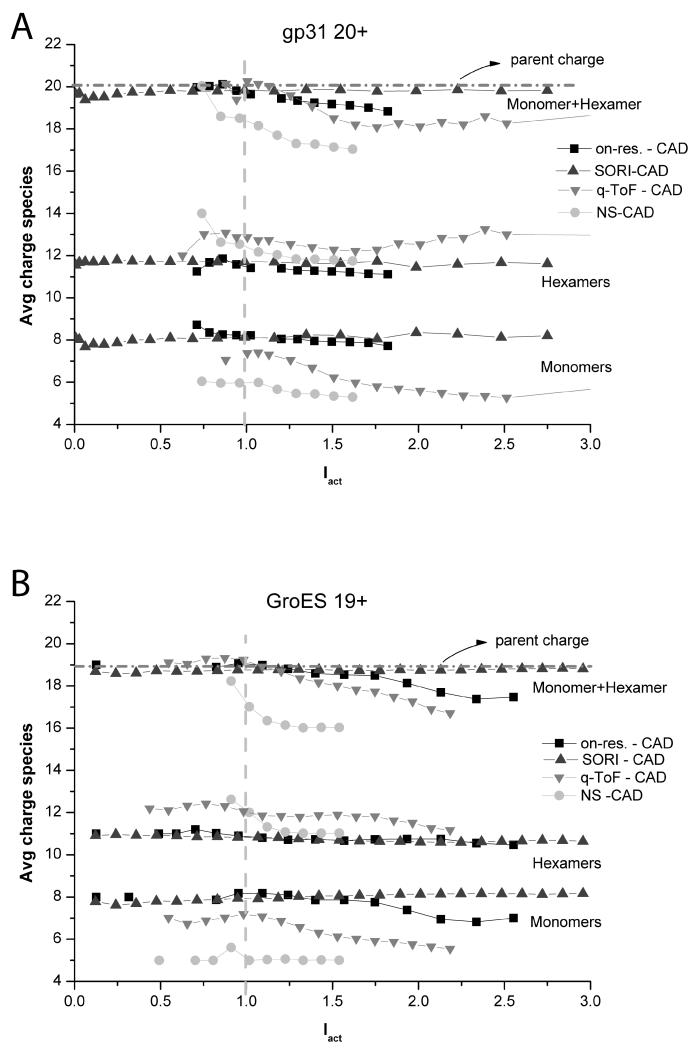 A
gp31 20+
22
20
18
16
14
12
10
8
6
4
Avg charge species
parent charge
Monomer+Hexamer
on-res. - CAD
SORI-CAD
q-ToF - CAD
NS-CAD
Hexamers
Monomers
0.0 0.5 1.0 1.5 2.0 2.5 3.0
Iact
B
GroES 19+
22
20
18
16
14
12
10
8
6
4
Avg charge species
parent charge
Monomer+Hexamer
on-res. - CAD
SORI - CAD
q-ToF - CAD
NS -CAD
Hexamers
Monomers
0.0 0.5 1.0 1.5 2.0 2.5 3.0
Iact